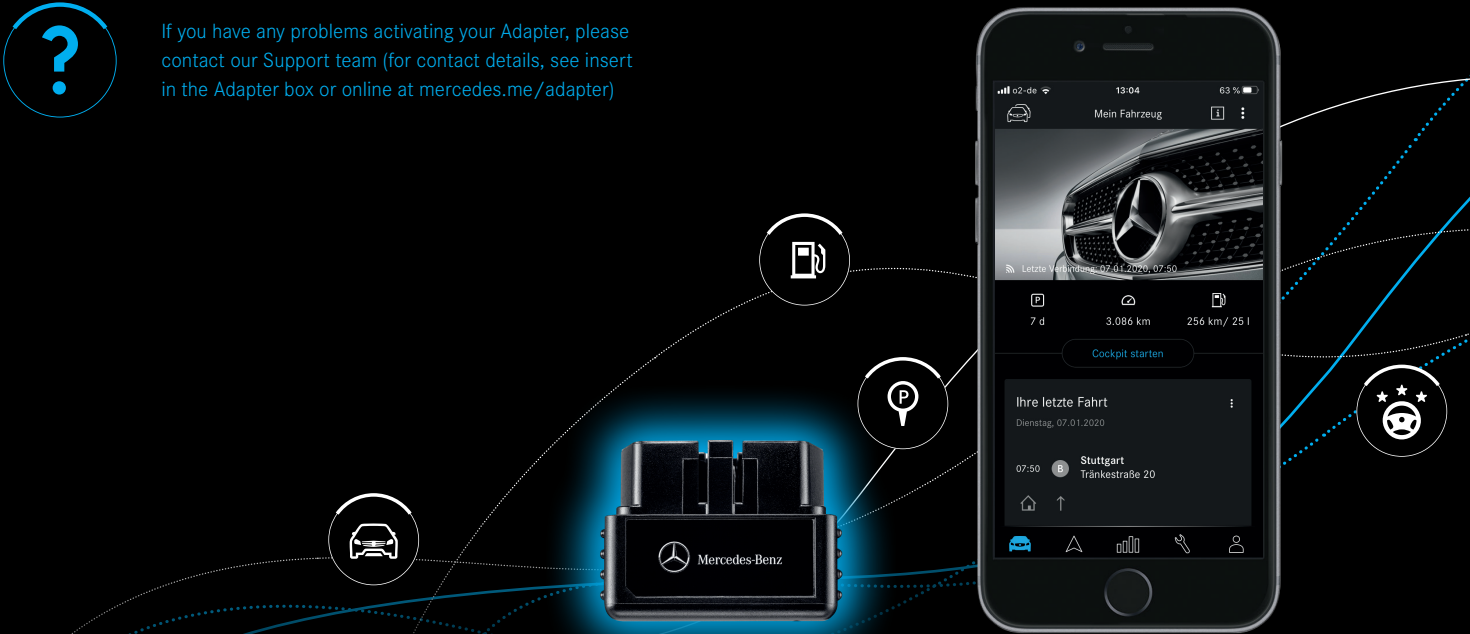 ?
If you have any problems activating your Adapter, please
contact our Support team (for contact details, see insert
in the Adapter box or online at mercedes.me/adapter)
o2-de
13:04
63 %
Mein Fahrzeug
i
Letzte Verbindung: 07.01.2020, 07:50
P
7 d
3.086 km
256 km/ 25 l
Cockpit starten
Ihre letzte Fahrt
Dienstag, 07.01.2020
07:50
B
Stuttgart
Tränkestraße 20
P
Mercedes-Benz